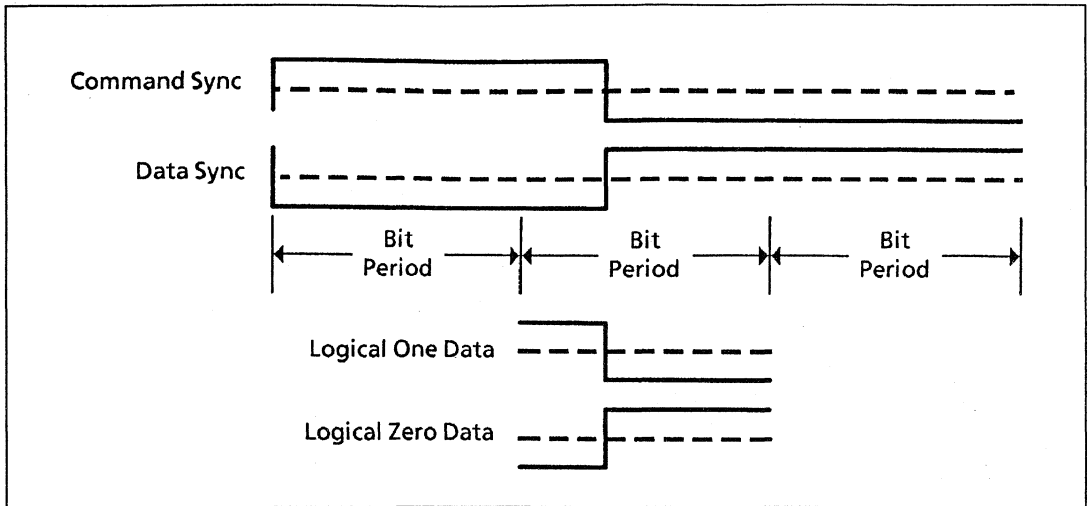 Command Sync
Data Sync
Bit
Period
Bit
Period
Bit
Period
Logical One Data
Logical Zero Data